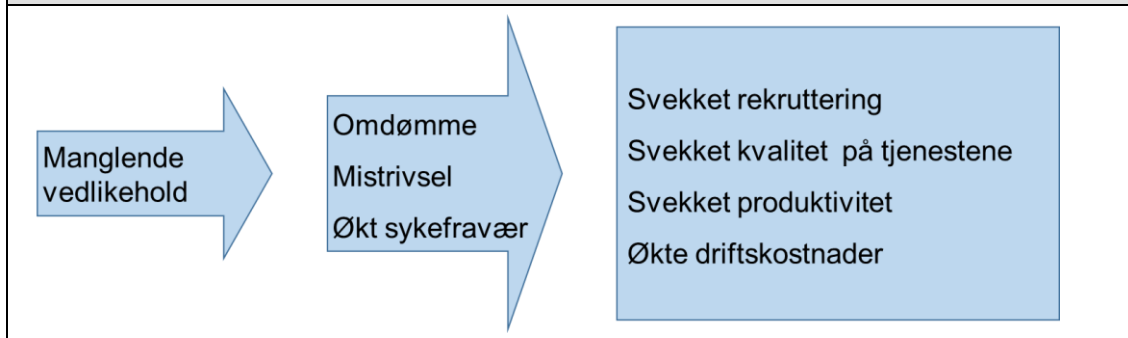 Manglende
vedlikehold
Omdømme
Mistrivsel
Økt sykefravær
Svekket rekruttering
Svekket kvalitet på tjenestene
Svekket produktivitet
Økte driftskostnader